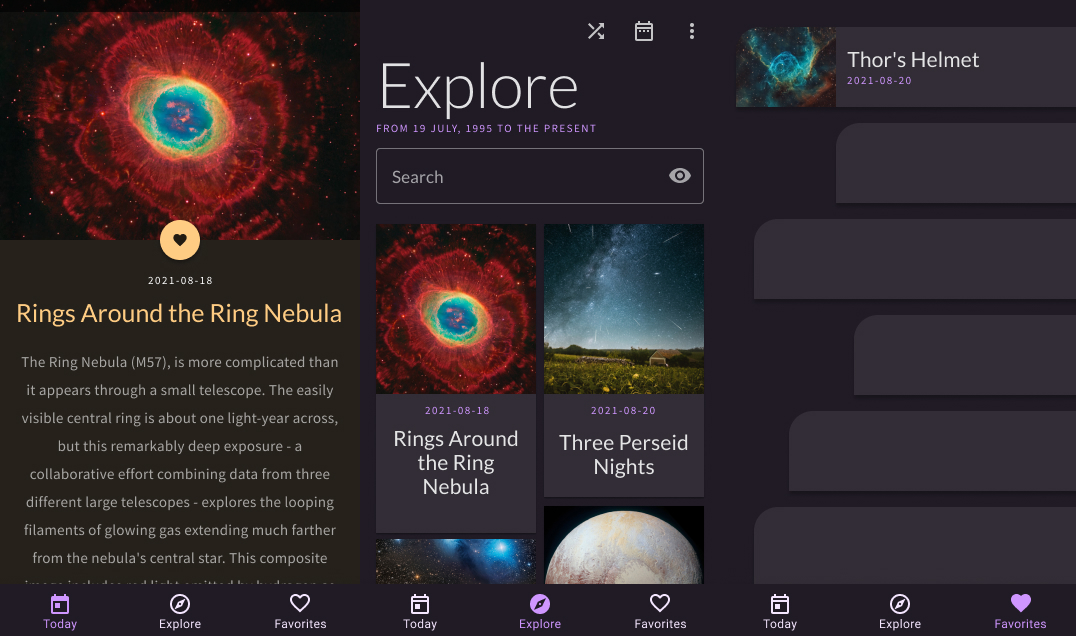 2021-08-18
Rings Around the Ring Nebula
The Ring Nebula (M57), is more complicated than
it appears through a small telescope. The easily
visible central ring is about one light-year across,
but this remarkably deep exposure - a
collaborative effort combining data from three
different large telescopes - explores the looping
filaments of glowing gas extending much farther
from the nebula's central star. This composite
Today
Explore
Favorites
Explore
FROM 19 JULY, 1995 TO THE PRESENT
Search
2021-08-18
Rings Around
the Ring
Nebula
2021-08-20
Three Perseid
Nights
Today
Explore
Favorites
Thor's Helmet
2021-08-20
Today
Explore
Favorites